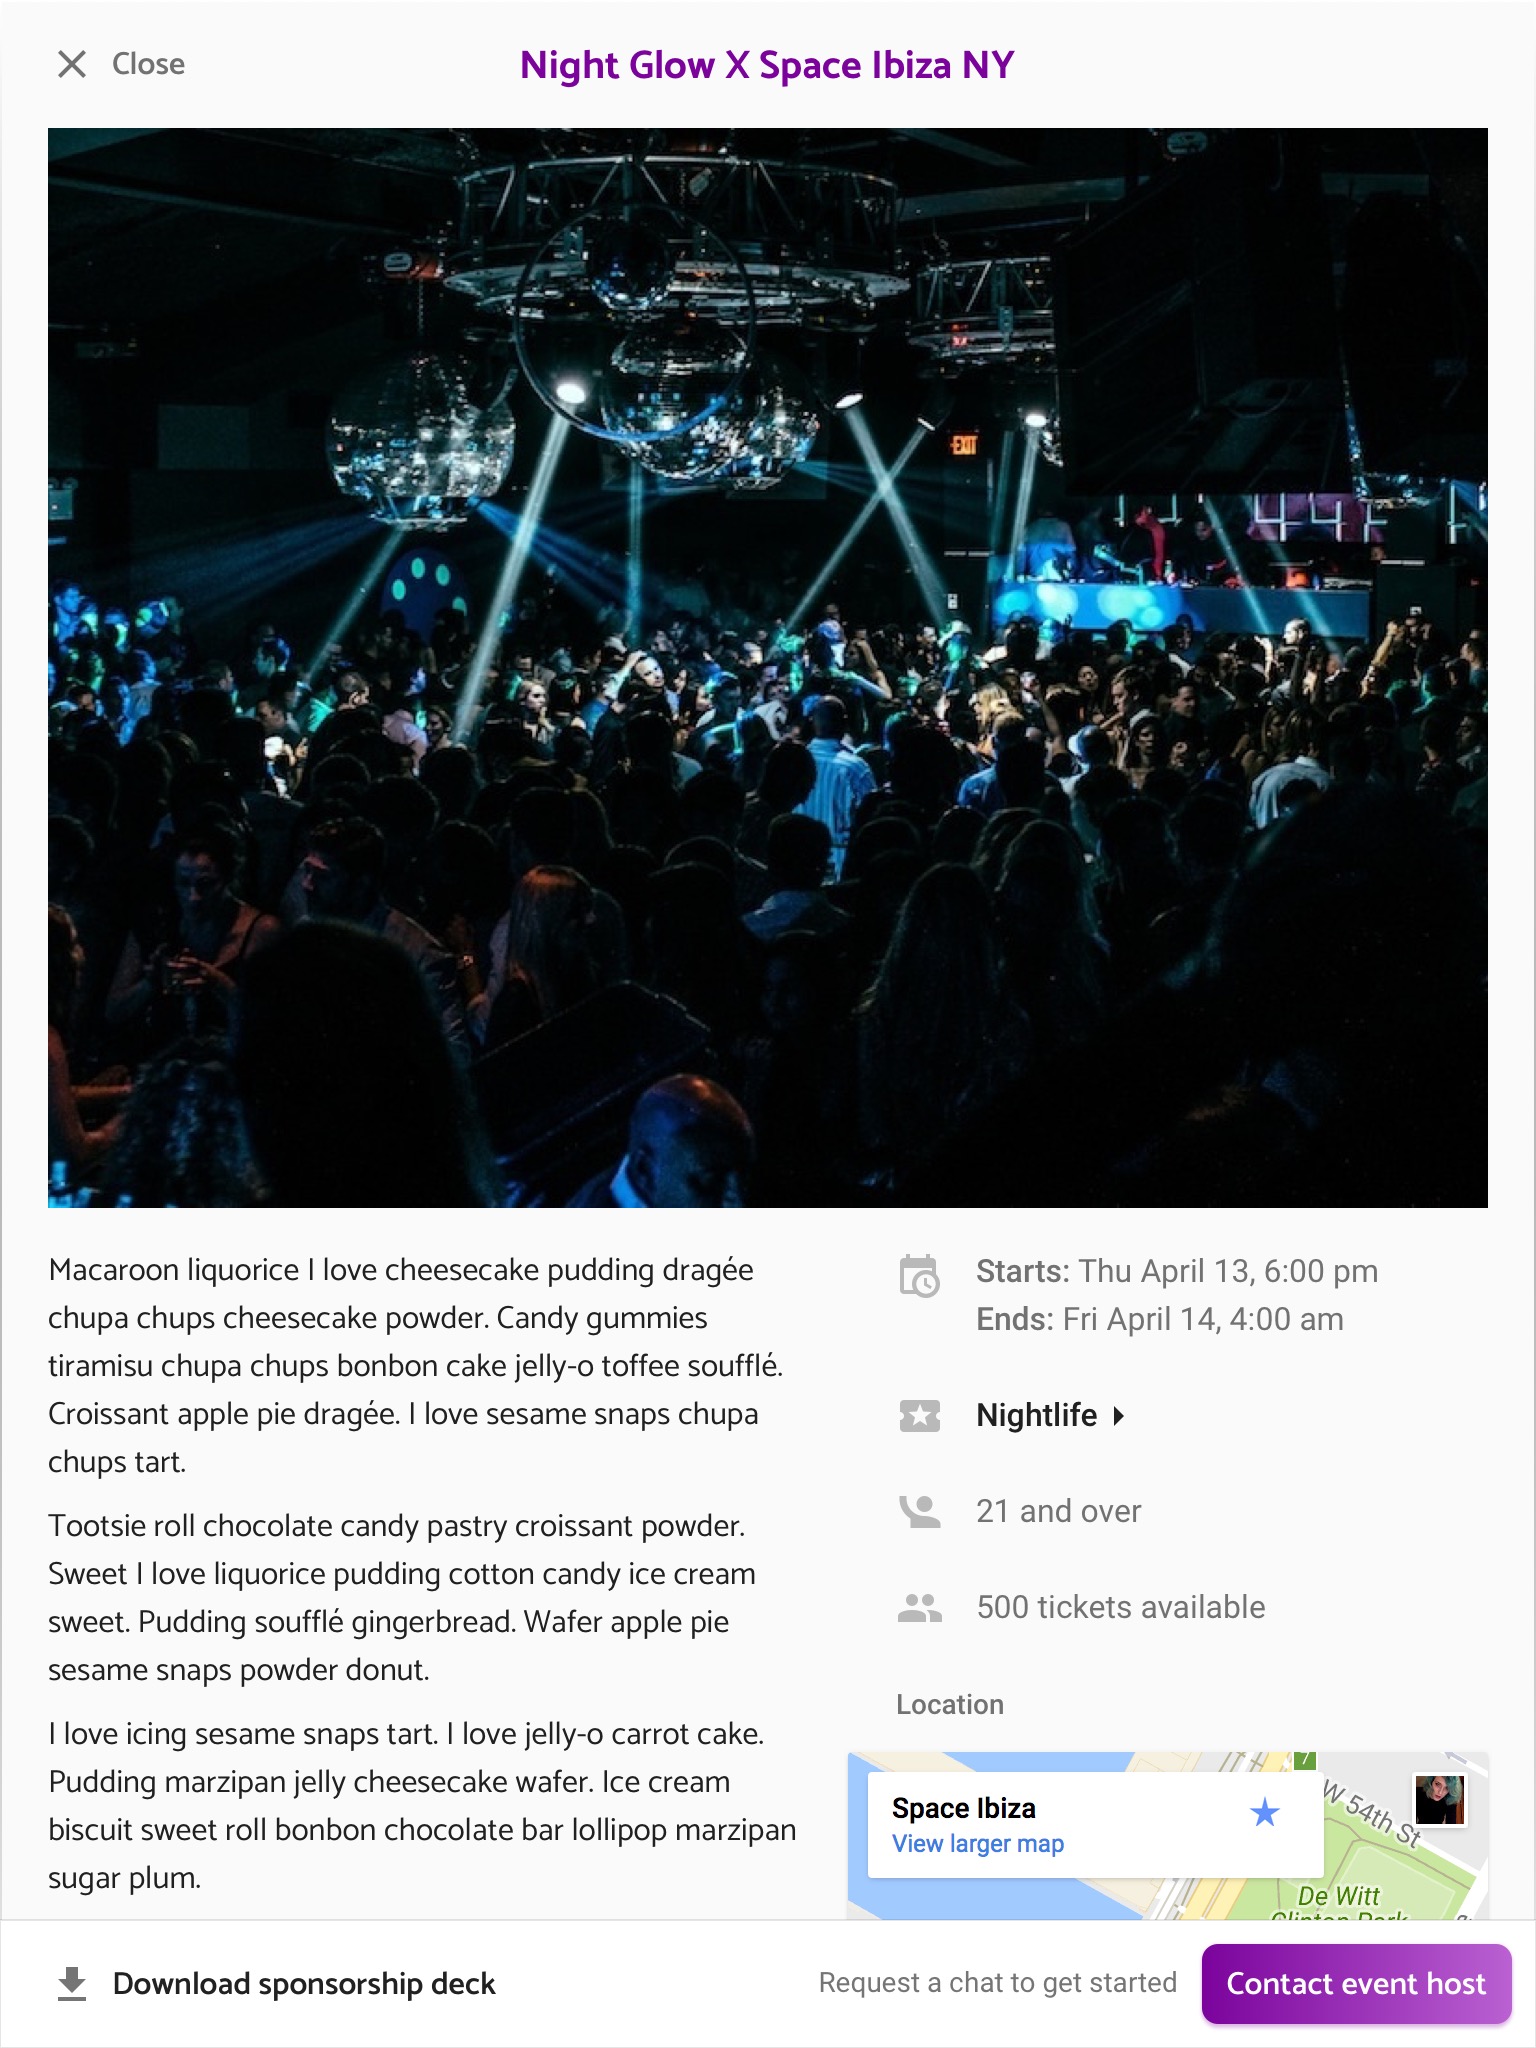 Close
Night Glow X Space Ibiza NY
EXIT
Macaroon liquorice I love cheesecake pudding dragée
chupa chups cheesecake powder. Candy gummies
tiramisu chupa chups bonbon cake jelly-o toffee soufflé.
Croissant apple pie dragée. I love sesame snaps chupa
chups tart.
Tootsie roll chocolate candy pastry croissant powder.
Sweet I love liquorice pudding cotton candy ice cream
sweet. Pudding soufflé gingerbread. Wafer apple pie
sesame snaps powder donut.
I love icing sesame snaps tart. I love jelly-o carrot cake.
Pudding marzipan jelly cheesecake wafer. Ice cream
biscuit sweet roll bonbon chocolate bar lollipop marzipan
sugar plum.
Starts: Thu April 13, 6:00 pm
Ends: Fri April 14, 4:00 am
Nightlife
21 and over
500 tickets available
Location
7
Space Ibiza
View larger map
W 54th St
De Witt
Clinton Park
Download sponsorship deck
Request a chat to get started
Contact event host